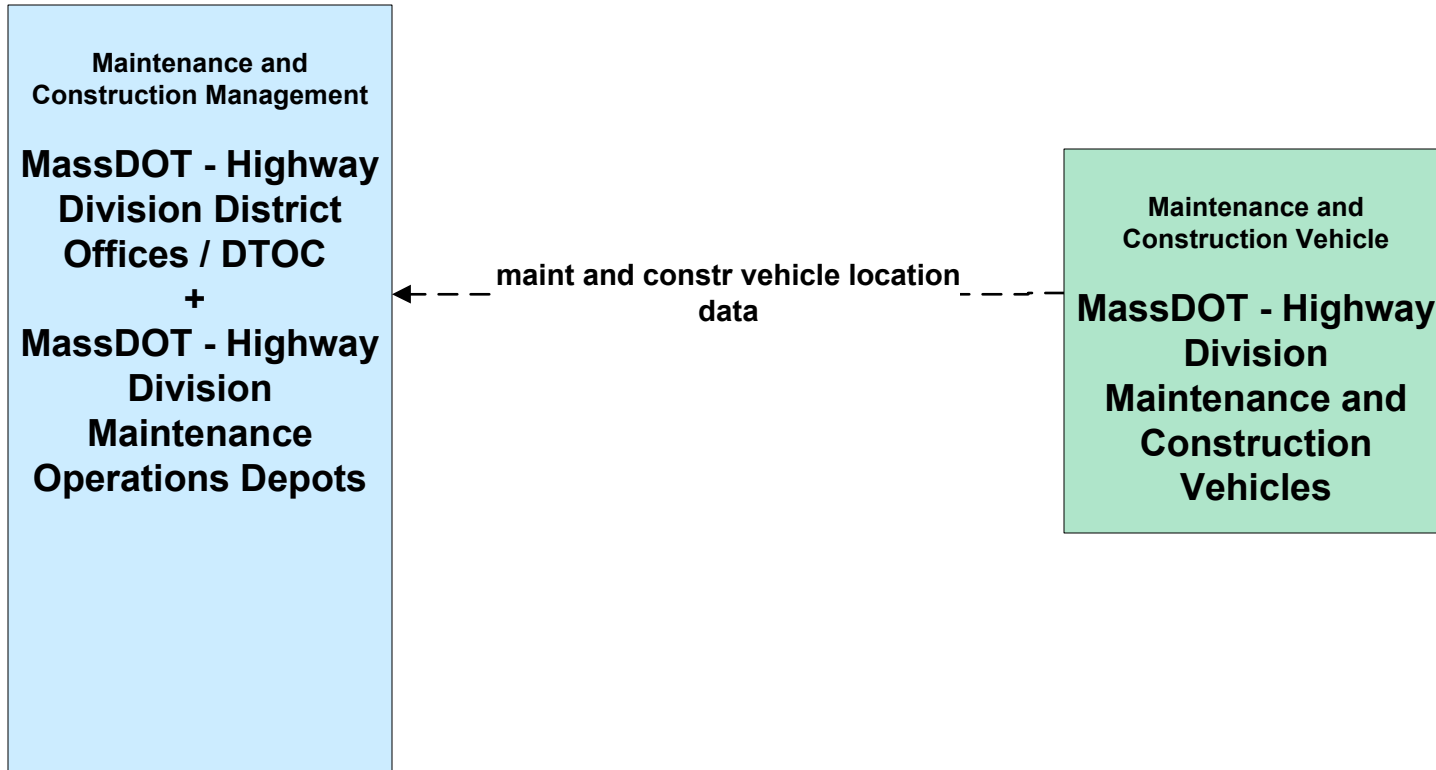 Maintenance and
Construction Management
MassDOT - Highway
Division District
Offices / DTOC
+
MassDOT - Highway
Division
Maintenance
Operations Depots
maint and constr vehicle location
data
Maintenance and
Construction Vehicle
MassDOT - Highway
Division
Maintenance and
Construction
Vehicles